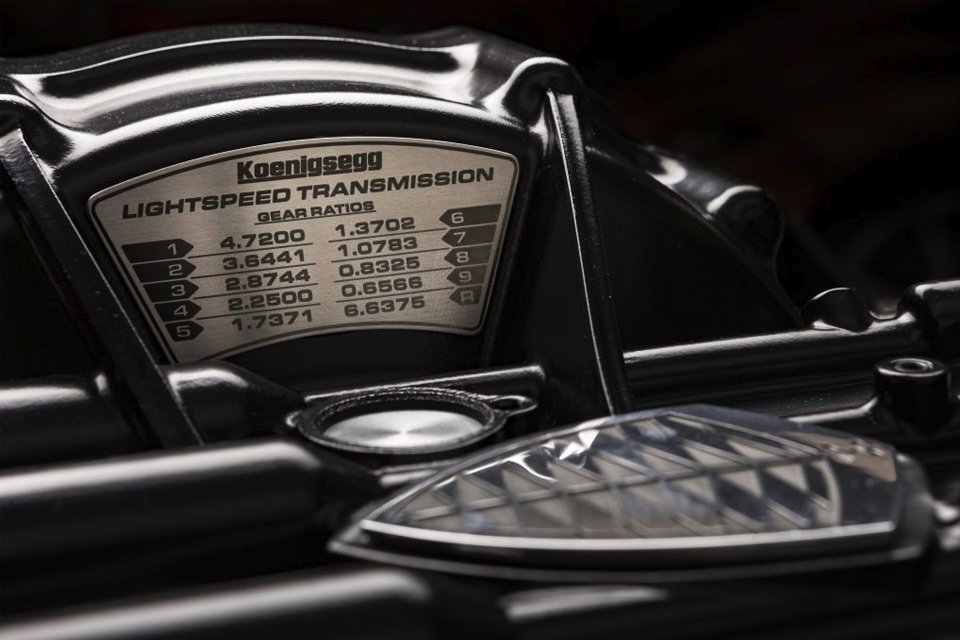 Koenigsegg
LIGHTSPEED TRANSMISSION
GEAR RATIOS
1 4.7200 1.3702 6
2 3.6441 1.0783 7
3 2.8744 0.8325 8
4 2.2500 0.6566 9
5 1.7371 6.6375 R